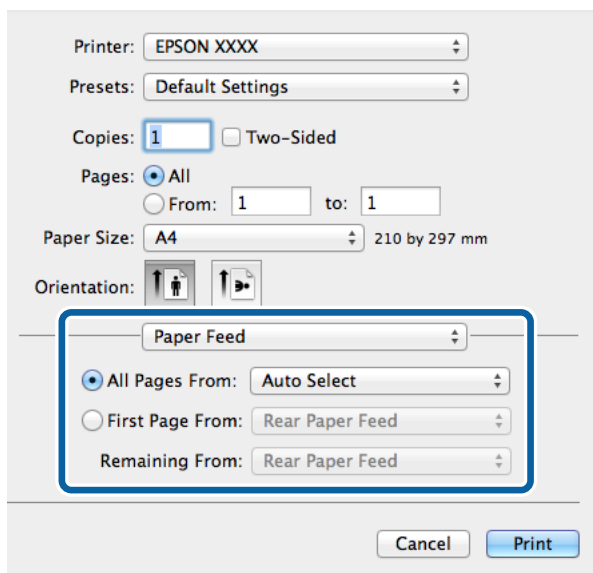 Printer: EPSON XXXX
Presets: Default Settings
Copies: 1 Two-Sided
Pages: All
From: 1 to: 1
Paper Size: A4 210 by 297 mm
Orientation:
Paper Feed
All Pages From: Auto Select
First Page From: Rear Paper Feed
Remaining From: Rear Paper Feed
Cancel Print